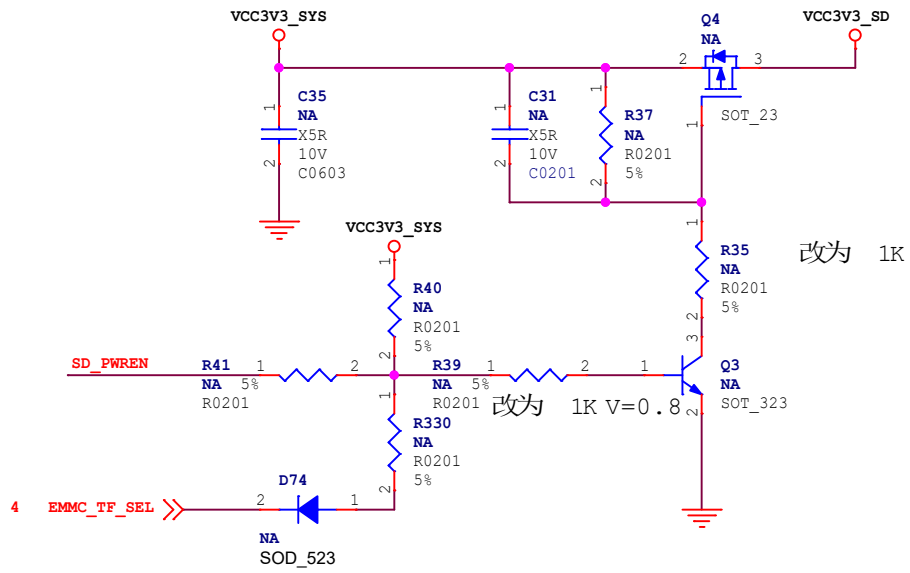 VCC3V3_SYS
Q4
NA
VCC3V3_SD
2
3
1
SOT_23
1
C35
NA
X5R
10V
C0603
2
1
C31
NA
X5R
10V
C0201
2
1
R37
NA
R0201
5%
2
VCC3V3_SYS
1
R40
NA
R0201
5%
2
1
R35
NA
R0201
5%
2
改为 1K
SD_PWREN
R41
NA 5%
R0201
1
2
R39
NA 5%
R0201
1
2
改为 1K V=0.8
1
3
Q3
NA
SOT_323
2
1
R330
NA
R0201
5%
2
4 EMMC_TF_SEL
D74
2
1
NA
SOD_523